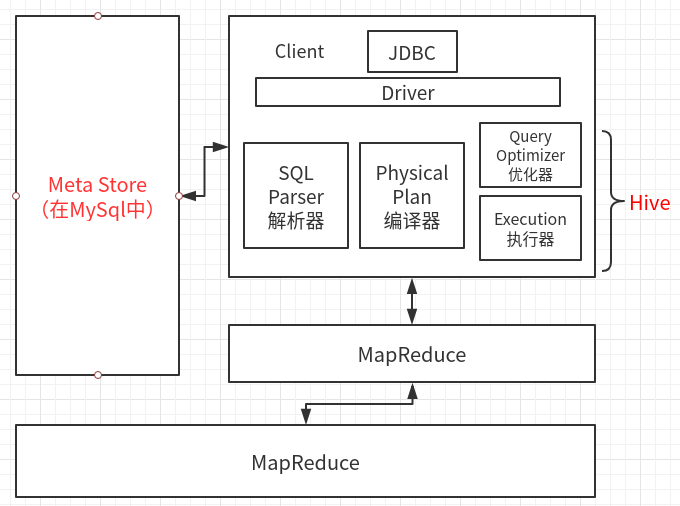 Meta Store
（在MySql中）
Client
JDBC
Driver
SQL
Parser
解析器
Physical
Plan
编译器
Query
Optimizer
优化器
Execution
执行器
Hive
MapReduce
MapReduce